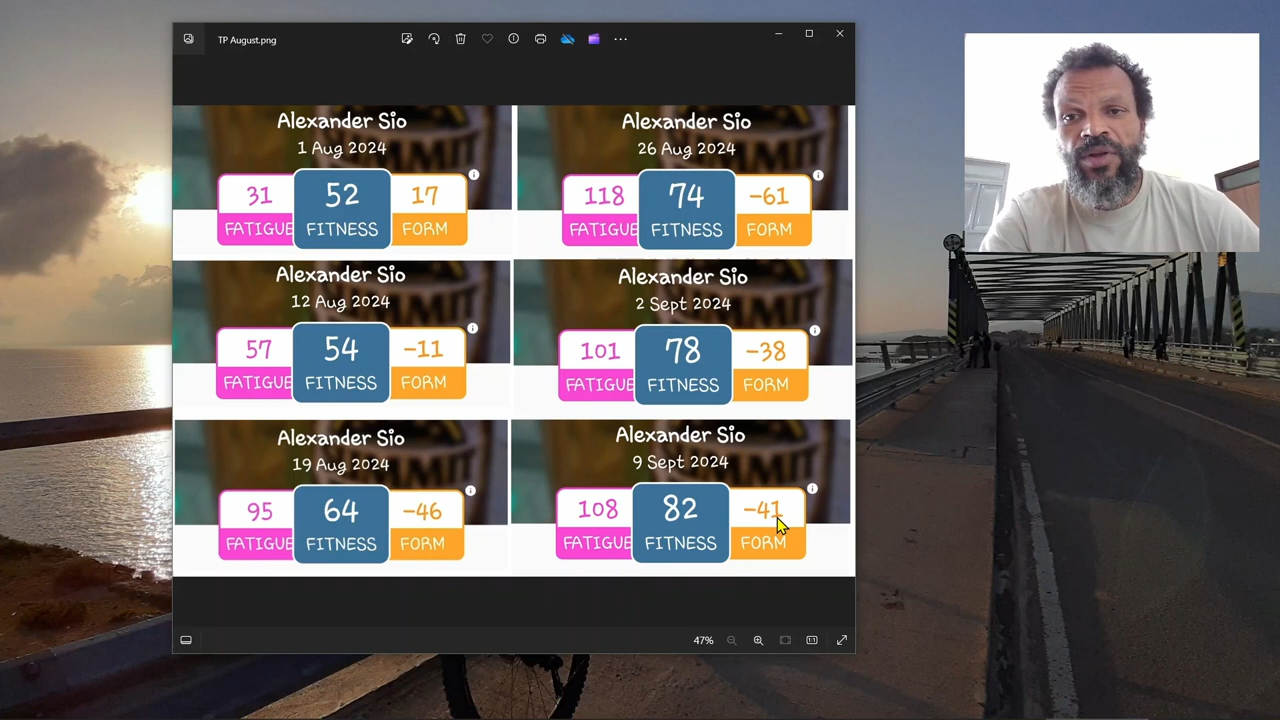 TP August.png
Alexander Sio
1 Aug 2024
31 52 17
FATIGUE FITNESS FORM
Alexander Sio
26 Aug 2024
118 74 -61
FATIGUE FITNESS FORM
Alexander Sio
12 Aug 2024
57 54 -11
FATIGUE FITNESS FORM
Alexander Sio
2 Sept 2024
101 78 -38
FATIGUE FITNESS FORM
Alexander Sio
19 Aug 2024
95 64 -46
FATIGUE FITNESS FORM
Alexander Sio
9 Sept 2024
108 82 -41
FATIGUE FITNESS FORM
47%